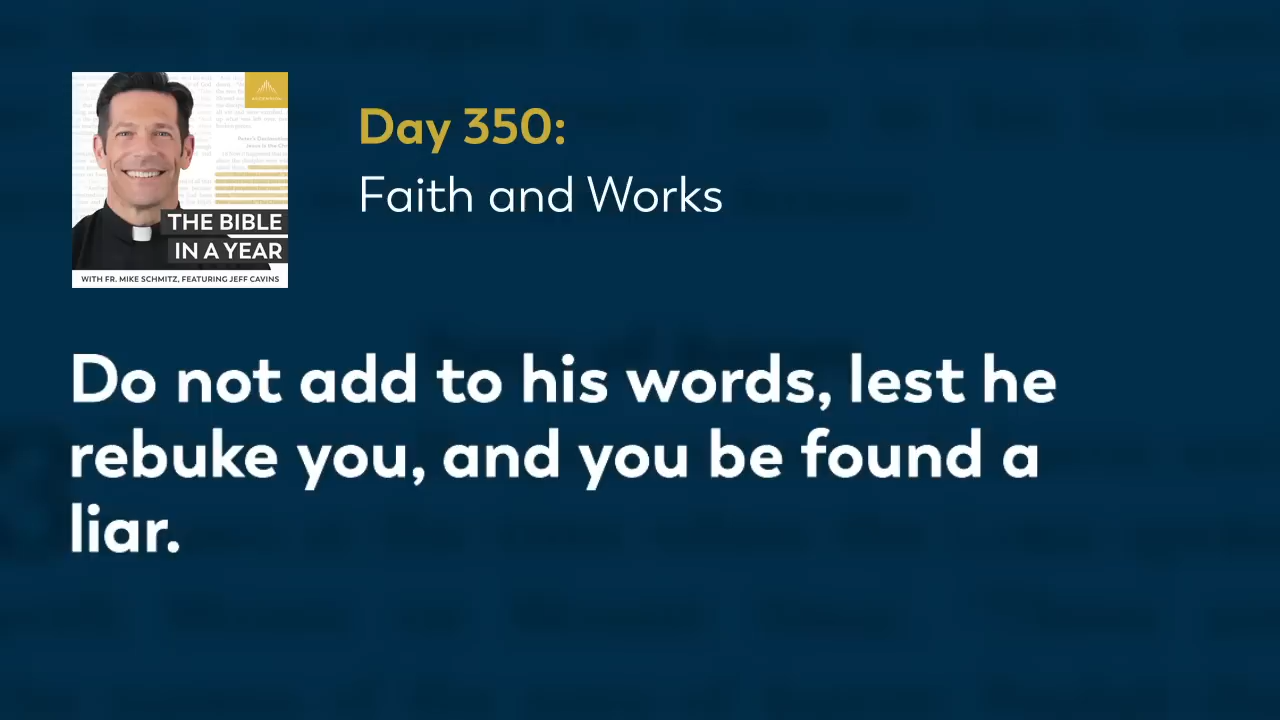 Day 350:
Faith and Works
THE BIBLE
IN A YEAR
WITH FR. MIKE SCHMITZ, FEATURING JEFF CAVINS
Do not add to his words, lest he
rebuke you, and you be found a
liar.